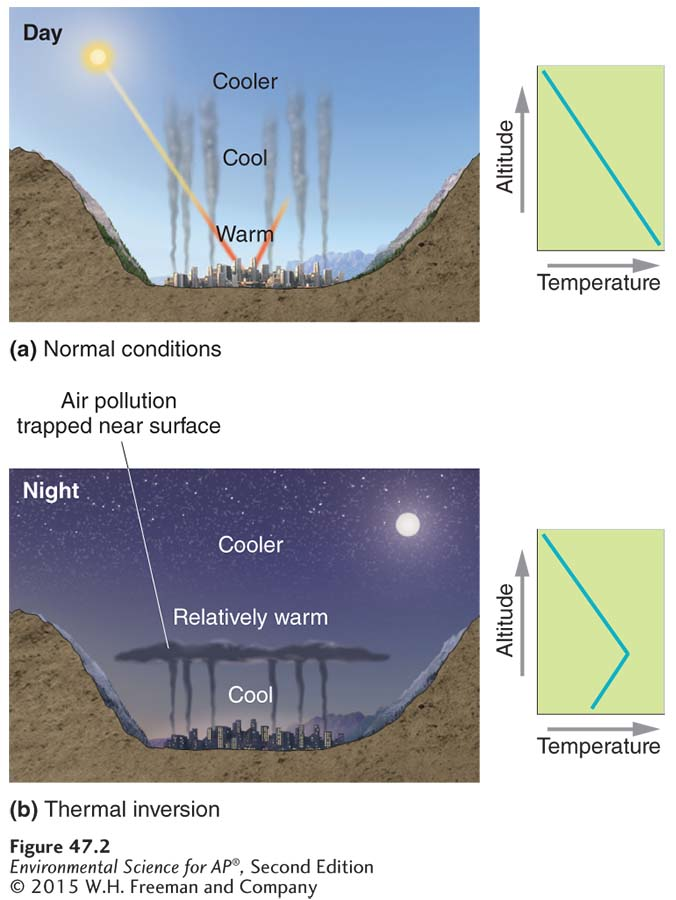 Day
Cooler
Cool
Warm
Altitude
Temperature
(a) Normal conditions
Air pollution
trapped near surface
Night
Cooler
Relatively warm
Cool
Altitude
Temperature
(b) Thermal inversion
Figure 47.2
Environmental Science for AP®, Second Edition
© 2015 W.H. Freeman and Company